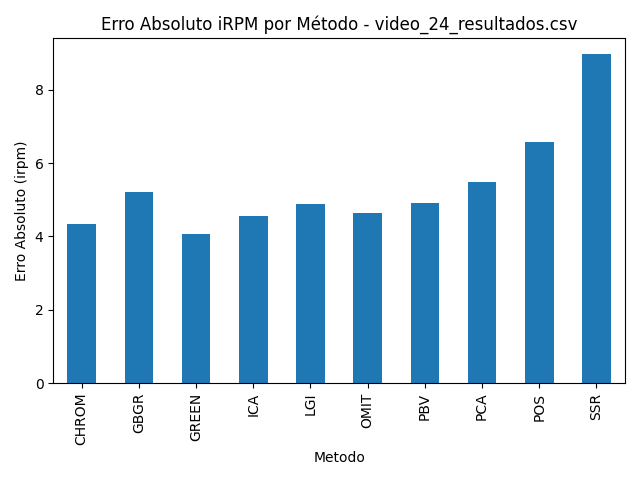 Erro Absoluto iRPM por Método - video_24_resultados.csv
Erro Absoluto (irpm)
8
6
4
2
0
CHROM
GBGR
GREEN
ICA
LGI
OMIT
PBV
PCA
POS
SSR
Metodo